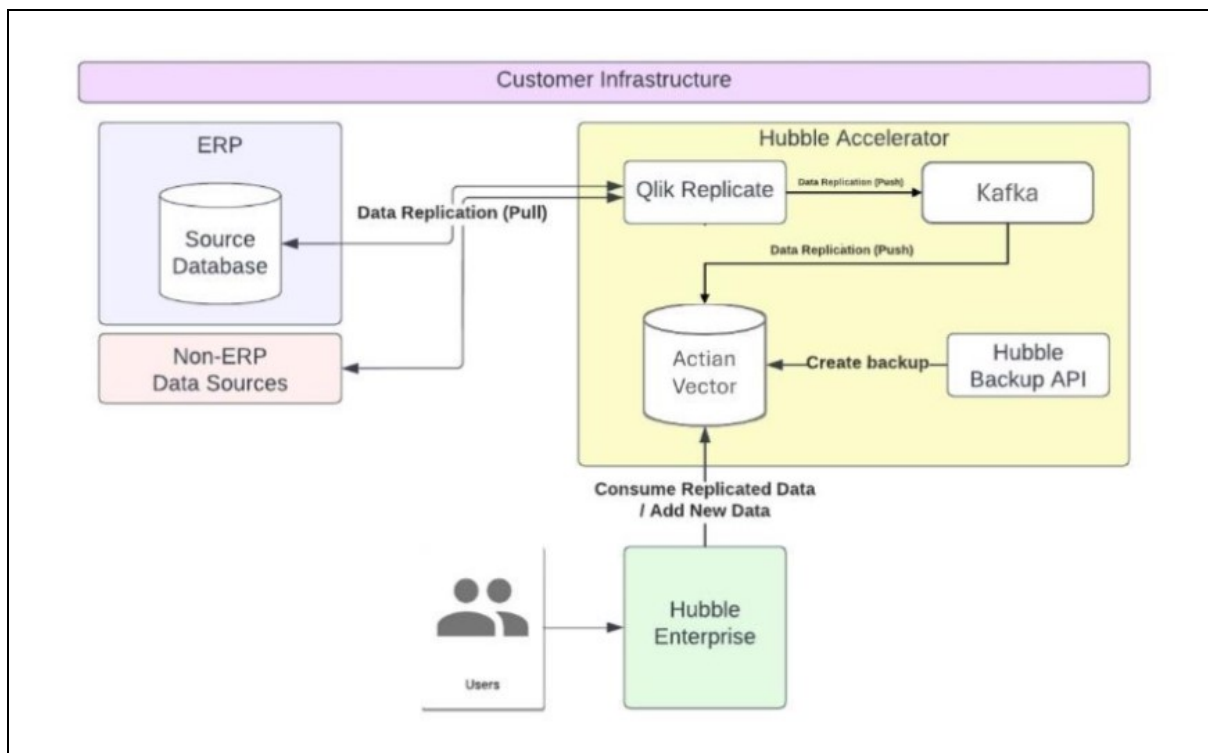 Customer Infrastructure
ERP
Source
Database
Non-ERP
Data Sources
Data Replication (Pull)
Hubble Accelerator
Qlik Replicate
Data Replication (Push)
Kafka
Data Replication (Push)
Actian
Vector
Create backup
Hubble
Backup API
Consume Replicated Data
/ Add New Data
Users
Hubble
Enterprise